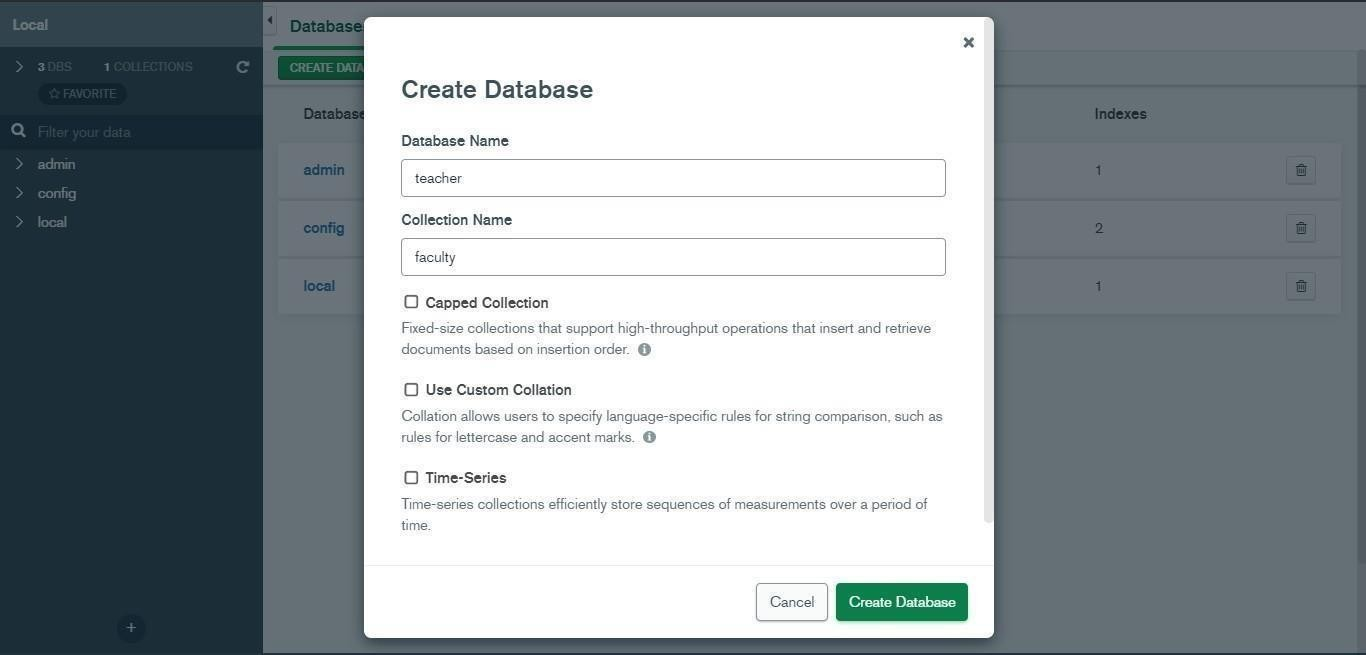 Local
3 DBS 1 COLLECTIONS
FAVORITE
Filter your data
admin
config
local
Database
CREATE DATA
Database
Indexes
admin
1
config
2
local
1
Create Database
Database Name
teacher
Collection Name
faculty
Capped Collection
Fixed-size collections that support high-throughput operations that insert and retrieve
documents based on insertion order.
Use Custom Collation
Collation allows users to specify language-specific rules for string comparison, such as
rules for lettercase and accent marks.
Time-Series
Time-series collections efficiently store sequences of measurements over a period of
time.
Cancel
Create Database